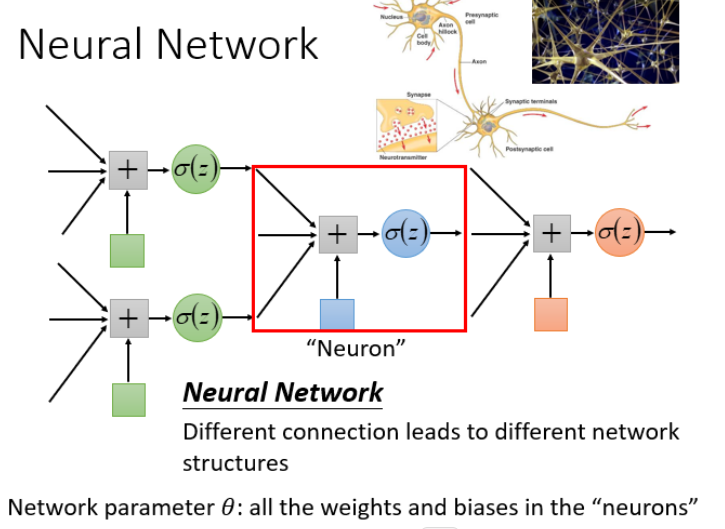 Neural Network
Nucleus
Cell
body
Axon
hillock
Presynaptic
cell
Axon
Synapse
Synaptic terminals
Neurotransmitter
Postsynaptic cell
+ σ(z)
+ σ(z)
+ σ(z)
+ σ(z)
“Neuron”
Neural Network
Different connection leads to different network
structures
Network parameter θ: all the weights and biases in the “neurons”